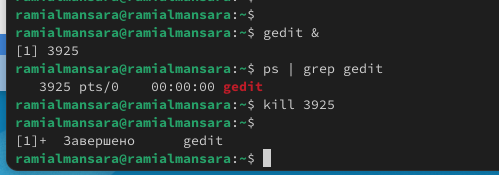 ramialmansara@ramialmansara:~$
ramialmansara@ramialmansara:~$ gedit &
[1] 3925
ramialmansara@ramialmansara:~$ ps | grep gedit
   3925 pts/0    00:00:00 gedit
ramialmansara@ramialmansara:~$ kill 3925
ramialmansara@ramialmansara:~$
[1]+  Завершено      gedit
ramialmansara@ramialmansara:~$